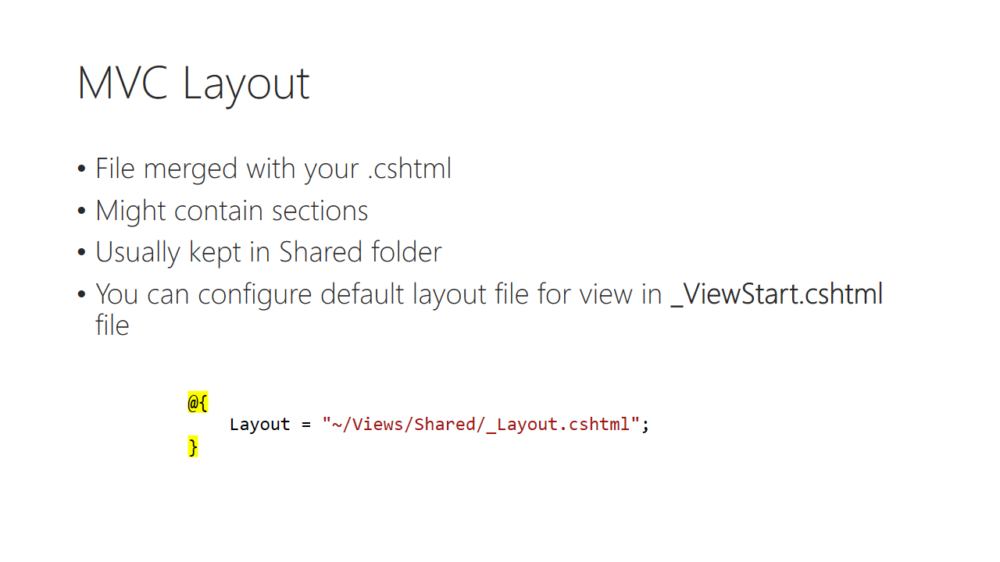 MVC Layout
• File merged with your .cshtml
• Might contain sections
• Usually kept in Shared folder
• You can configure default layout file for view in _ViewStart.cshtml
file
@{
    Layout = "~/Views/Shared/_Layout.cshtml";
}